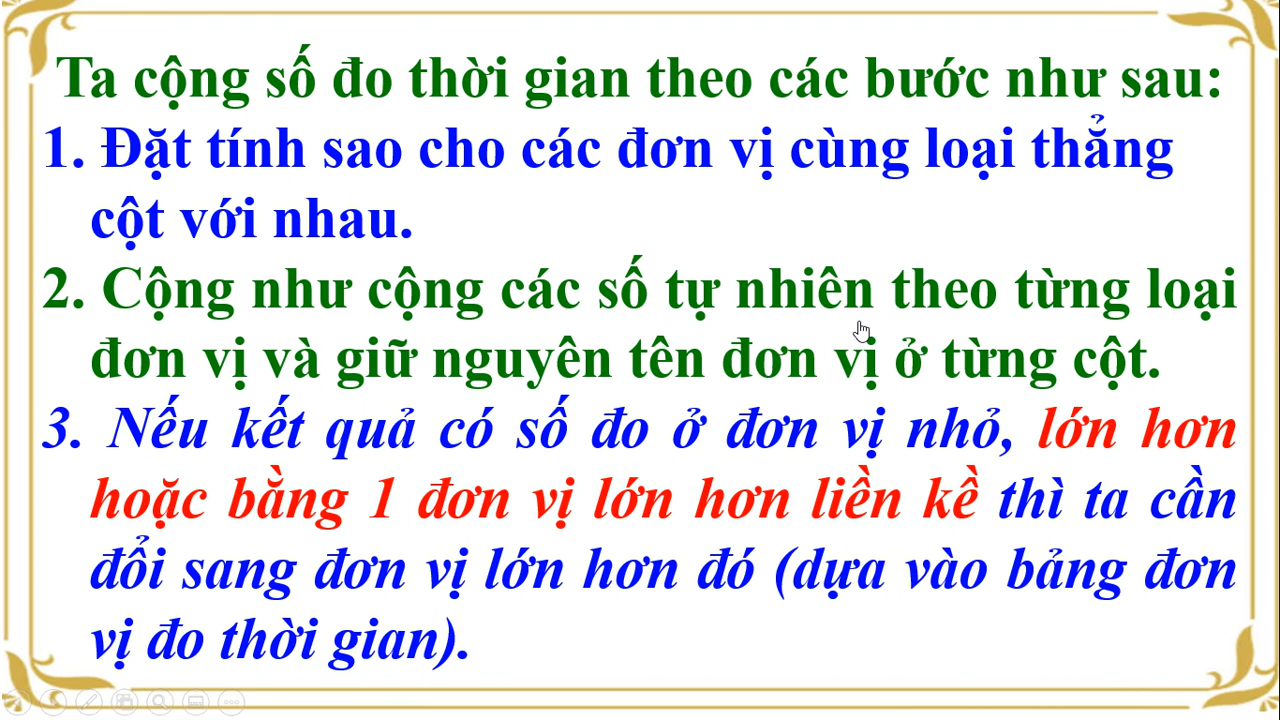 Ta cộng số đo thời gian theo các bước như sau:
1. Đặt tính sao cho các đơn vị cùng loại thẳng
cột với nhau.
2. Cộng như cộng các số tự nhiên theo từng loại
đơn vị và giữ nguyên tên đơn vị ở từng cột.
3. Nếu kết quả có số đo ở đơn vị nhỏ, lớn hơn
hoặc bằng 1 đơn vị lớn hơn liền kề thì ta cần
đổi sang đơn vị lớn hơn đó (dựa vào bảng đơn
vị đo thời gian).